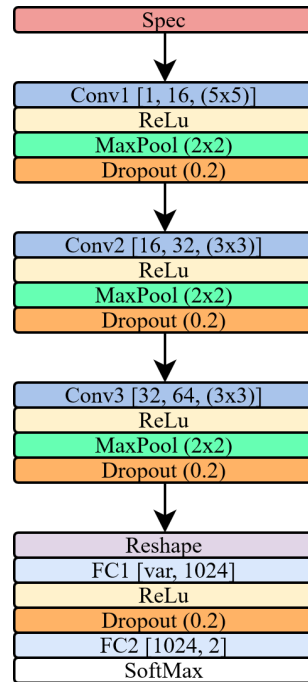 Spec
Conv1 [1, 16, (5x5)]
ReLu
MaxPool (2x2)
Dropout (0.2)
Conv2 [16, 32, (3x3)]
ReLu
MaxPool (2x2)
Dropout (0.2)
Conv3 [32, 64, (3x3)]
ReLu
MaxPool (2x2)
Dropout (0.2)
Reshape
FC1 [var, 1024]
ReLu
Dropout (0.2)
FC2 [1024, 2]
SoftMax